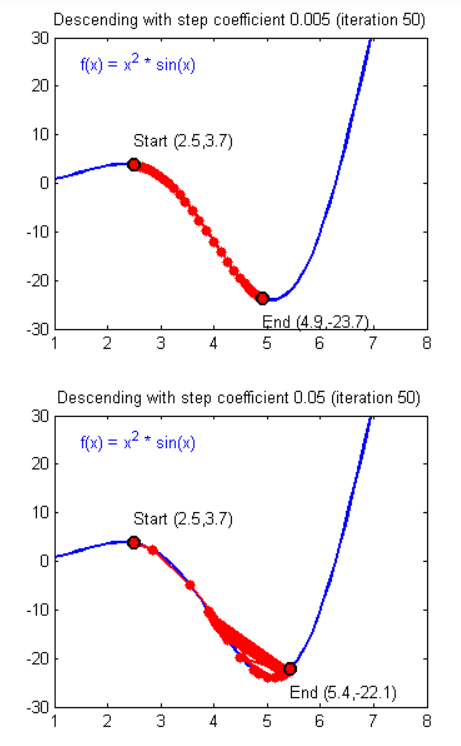 Descending with step coefficient 0.005 (iteration 50)
30
f(x) = x² * sin(x)
20
Start (2.5,3.7)
10
0
-10
-20
End (4.9,-23.7)
-30
1 2 3 4 5 6 7 8
Descending with step coefficient 0.05 (iteration 50)
30
f(x) = x² * sin(x)
20
Start (2.5,3.7)
10
0
-10
-20
End (5.4,-22.1)
-30
1 2 3 4 5 6 7 8